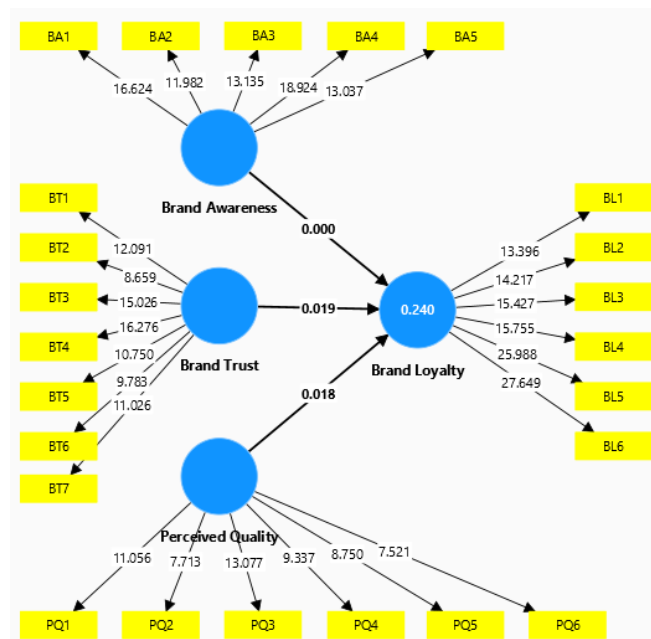 BA1 BA2 BA3 BA4 BA5
16.624 11.982 13.135 18.924 13.037
Brand Awareness
0.000
BT1
BT2
BT3
BT4
BT5
BT6
BT7
12.091
8.659
15.026
16.276
10.750
9.783
11.026
Brand Trust
0.019
0.240
Brand Loyalty
BL1
BL2
BL3
BL4
BL5
BL6
13.396
14.217
15.427
15.755
25.988
27.649
0.018
Perceived Quality
11.056 7.713 13.077 9.337 8.750 7.521
PQ1 PQ2 PQ3 PQ4 PQ5 PQ6